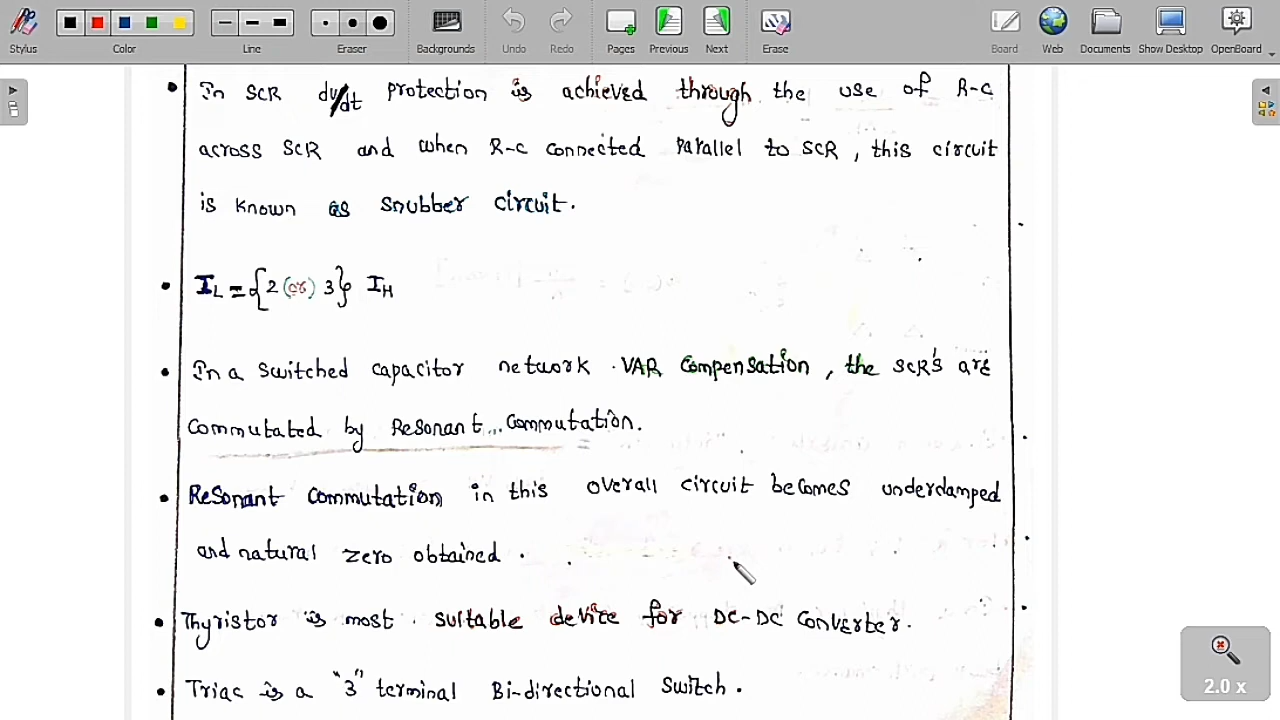 Stylus
Color
Line
Eraser
Backgrounds
Undo
Redo
Pages
Previous
Next
Erase
Board
Web
Documents
Show Desktop
OpenBoard
• In SCR dv/dt protection is achieved through the use of R-C
across SCR and when R-C connected parallel to SCR, this circuit
is known as snubber circuit.
• IL = {2 (or) 3} IH
• In a switched capacitor network VAR compensation, the SCR's are
commutated by Resonant commutation.
• Resonant commutation in this overall circuit becomes underdamped
and natural zero obtained.
• Thyristor is most suitable device for DC-DC converter.
• Triac is a "3" terminal Bi-directional Switch.
2.0 x